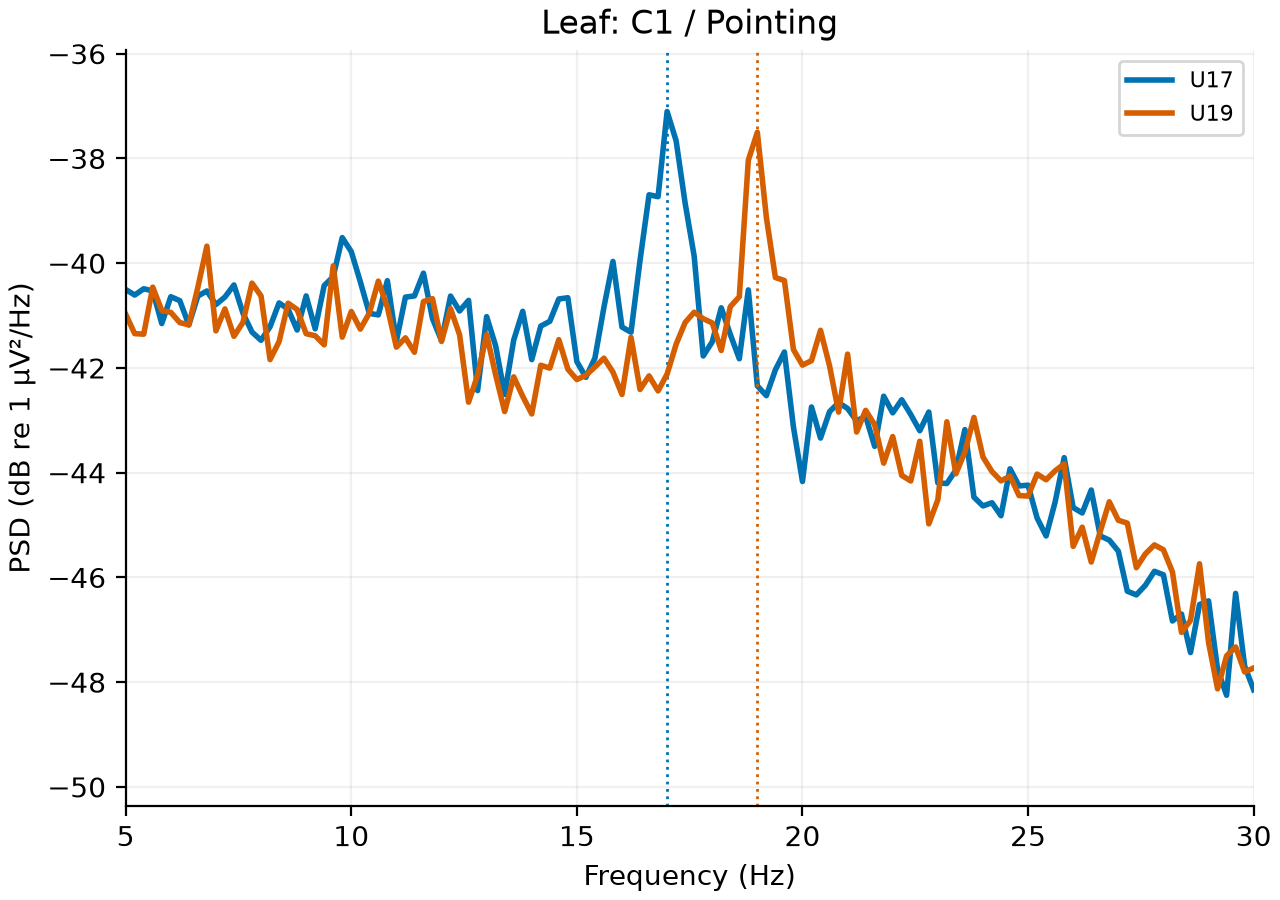 Leaf: C1 / Pointing
U17
U19
PSD (dB re 1 µV²/Hz)
−36
−38
−40
−42
−44
−46
−48
−50
5 10 15 20 25 30
Frequency (Hz)